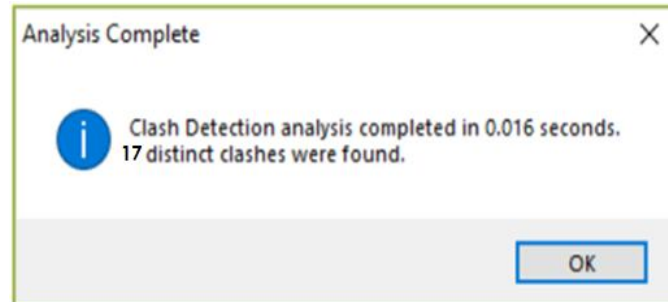 Analysis Complete
Clash Detection analysis completed in 0.016 seconds.
17 distinct clashes were found.
OK